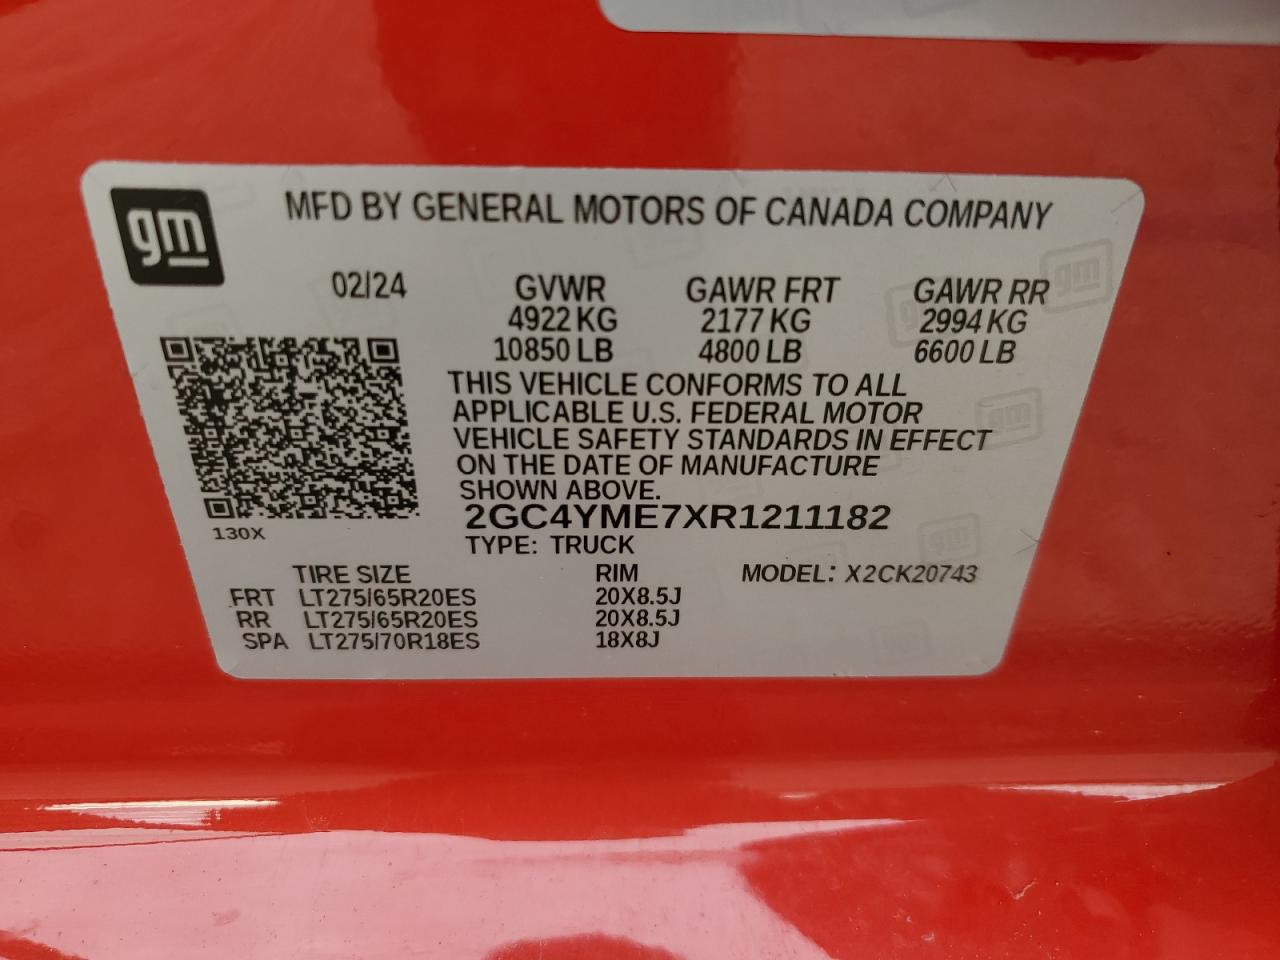 gm
MFD BY GENERAL MOTORS OF CANADA COMPANY
02/24 GVWR GAWR FRT GAWR RR
4922 KG 2177 KG 2994 KG
10850 LB 4800 LB 6600 LB
THIS VEHICLE CONFORMS TO ALL
APPLICABLE U.S. FEDERAL MOTOR
VEHICLE SAFETY STANDARDS IN EFFECT
ON THE DATE OF MANUFACTURE
SHOWN ABOVE.
2GC4YME7XR1211182
130X
TYPE: TRUCK
TIRE SIZE RIM MODEL: X2CK20743
FRT LT275/65R20ES 20X8.5J
RR LT275/65R20ES 20X8.5J
SPA LT275/70R18ES 18X8J